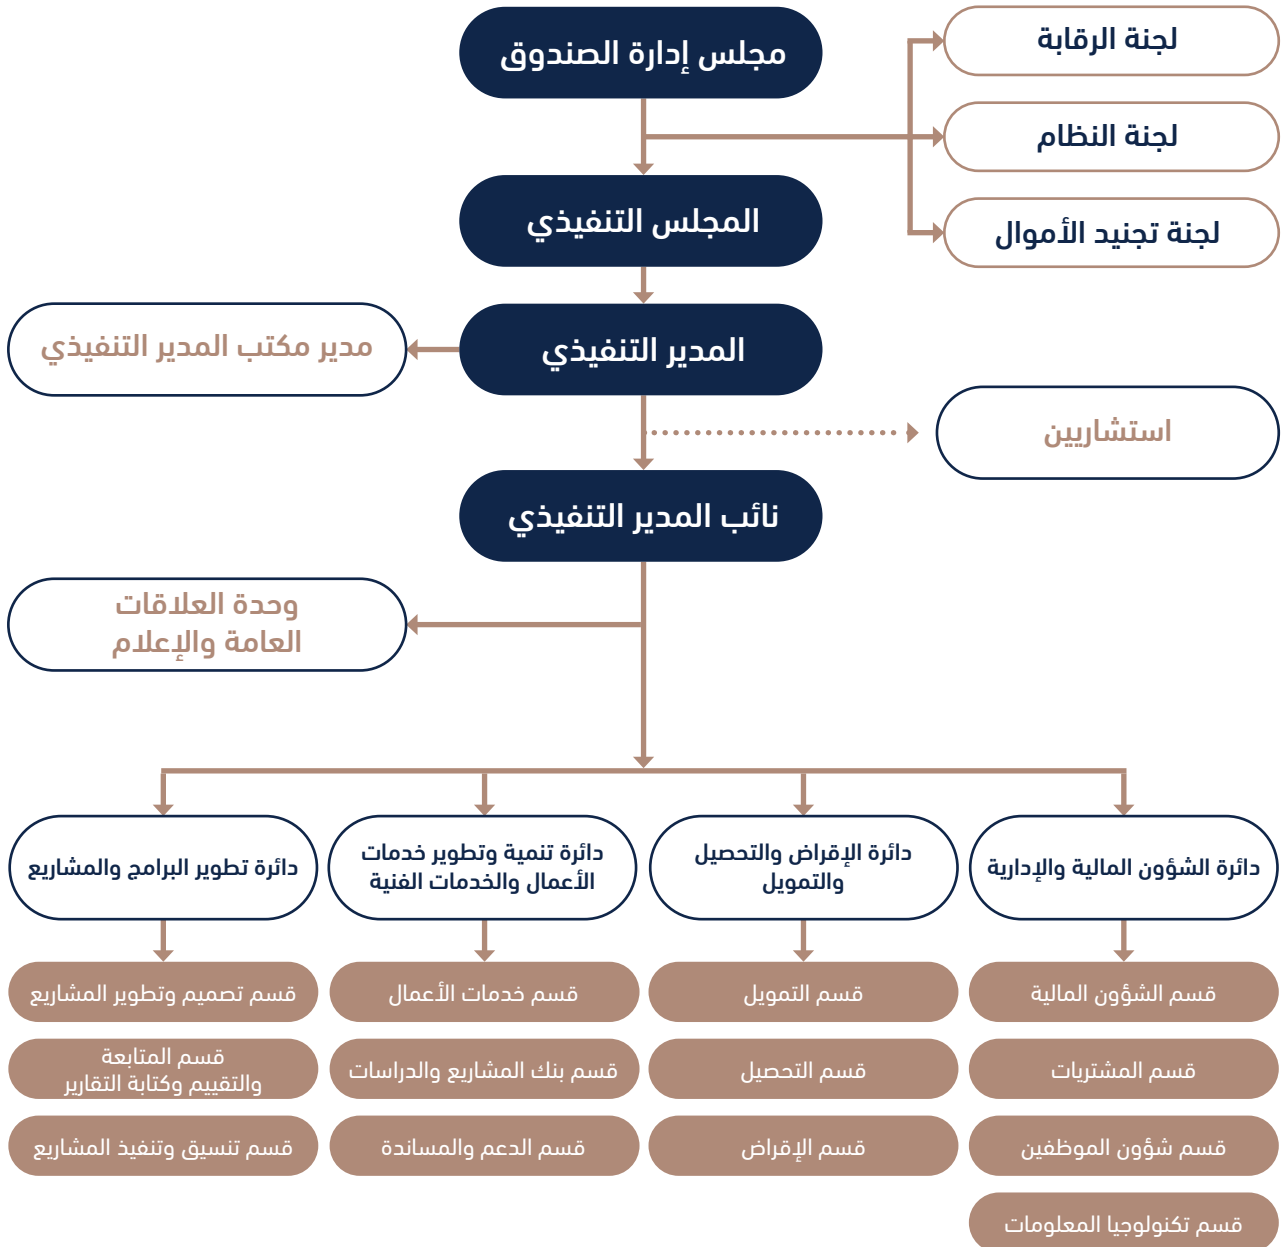 مجلس إدارة الصندوق
لجنة الرقابة
لجنة النظام
لجنة تجنيد الأموال
المجلس التنفيذي
المدير التنفيذي
مدير مكتب المدير التنفيذي
استشاريين
نائب المدير التنفيذي
وحدة العلاقات
العامة والإعلام
دائرة الشؤون المالية والإدارية
دائرة الإقراض والتحصيل
والتمويل
دائرة تنمية وتطوير خدمات
الأعمال والخدمات الفنية
دائرة تطوير البرامج والمشاريع
قسم الشؤون المالية
قسم المشتريات
قسم شؤون الموظفين
قسم تكنولوجيا المعلومات
قسم التمويل
قسم التحصيل
قسم الإقراض
قسم خدمات الأعمال
قسم بنك المشاريع والدراسات
قسم الدعم والمساندة
قسم تصميم وتطوير المشاريع
قسم المتابعة
والتقييم وكتابة التقارير
قسم تنسيق وتنفيذ المشاريع